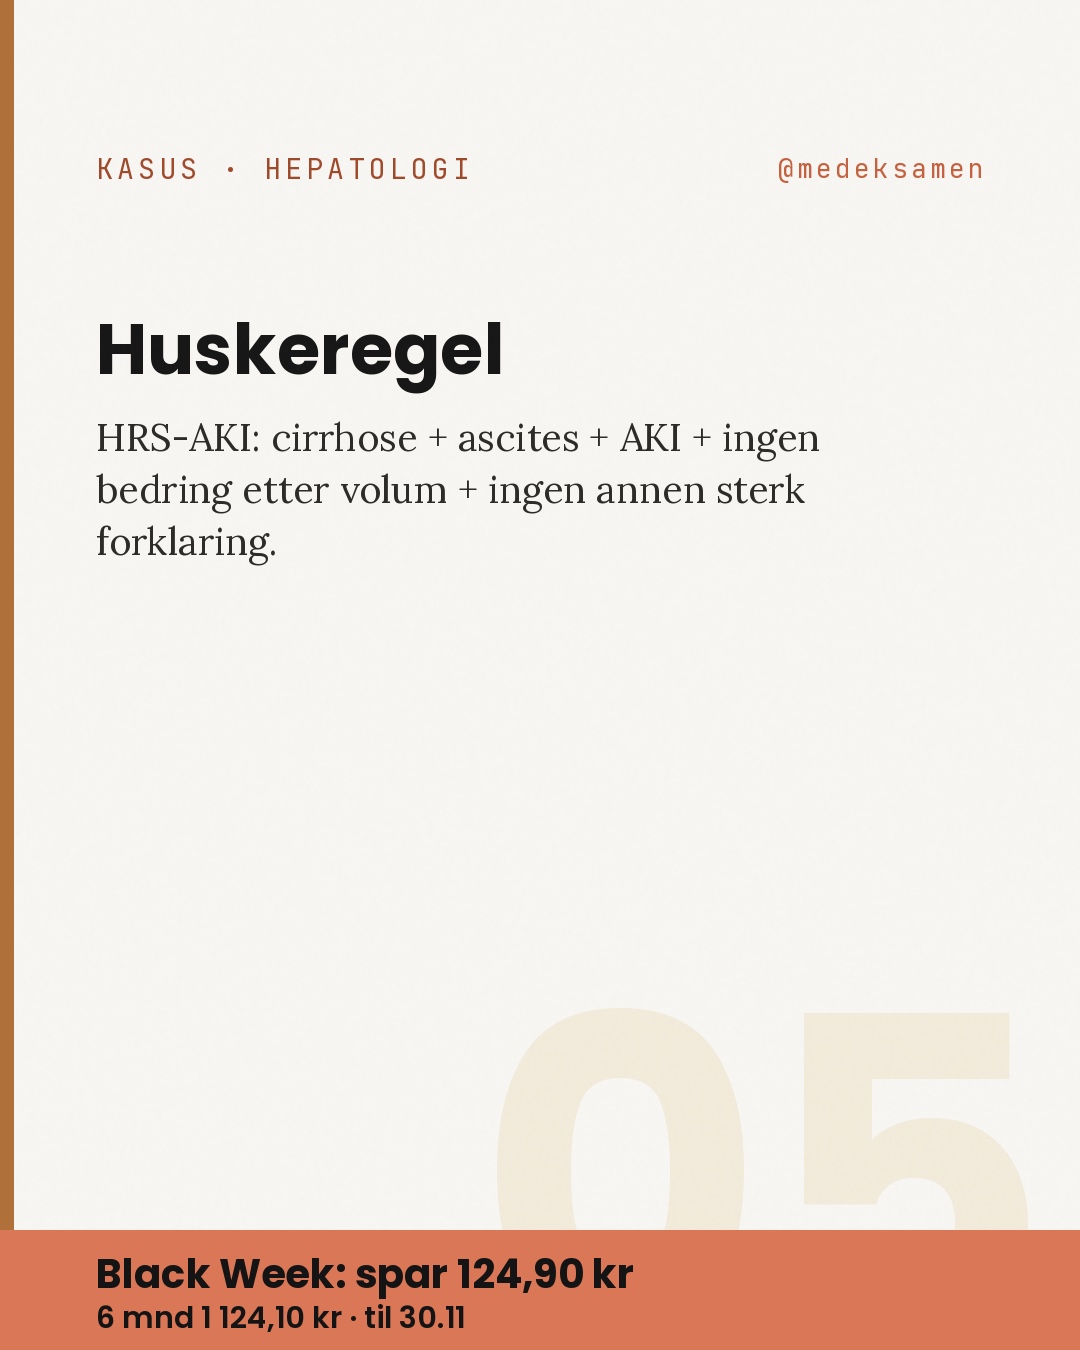 KASUS · HEPATOLOGI
@medeksamen
Huskeregel
HRS-AKI: cirrhose + ascites + AKI + ingen
bedring etter volum + ingen annen sterk
forklaring.
05
Black Week: spar 124,90 kr
6 mnd 1 124,10 kr · til 30.11